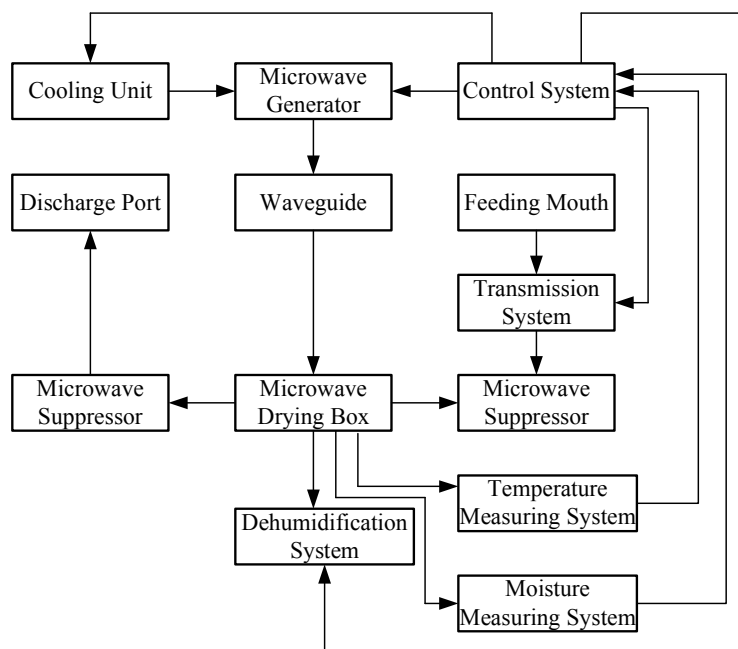 Cooling Unit
Microwave
Generator
Control System
Discharge Port
Waveguide
Feeding Mouth
Transmission
System
Microwave
Suppressor
Microwave
Drying Box
Microwave
Suppressor
Temperature
Measuring System
Dehumidification
System
Moisture
Measuring System